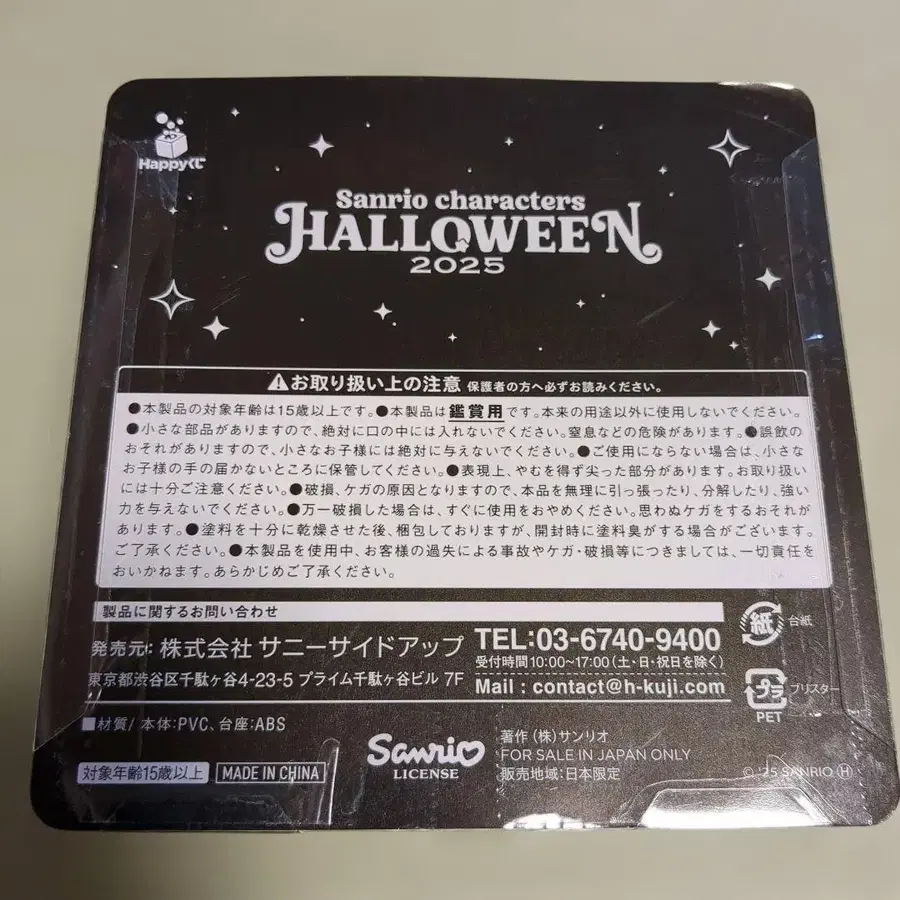 Happyくじ
Sanrio characters
HALLOWEEN
2025
⚠お取り扱い上の注意 保護者の方へ必ずお読みください。
●本製品の対象年齢は15歳以上です。●本製品は鑑賞用です。本来の用途以外に使用しないでください。
●小さな部品がありますので、絶対に口の中には入れないでください。窒息などの危険があります。●誤飲の
おそれがありますので、小さなお子様には絶対に与えないでください。●ご使用にならない場合は、小さな
お子様の手の届かないところに保管してください。●表現上、やむを得ず尖った部分があります。お取り扱い
には十分ご注意ください。●破損、ケガの原因となりますので、本品を無理に引っ張ったり、分解したり、強い
力を与えないでください。●万一破損した場合は、すぐに使用をおやめください。思わぬケガをするおそれが
あります。●塗料を十分に乾燥させた後、梱包しておりますが、開封時に塗料臭がする場合がございます。
ご了承ください。●本製品を使用中、お客様の過失による事故やケガ・破損等につきましては、一切責任を
おいかねます。あらかじめご了承ください。
製品に関するお問い合わせ
発売元: 株式会社 サニーサイドアップ
東京都渋谷区千駄ヶ谷4-23-5 プライム千駄ヶ谷ビル 7F
TEL:03-6740-9400
受付時間10:00~17:00(土・日・祝日を除く)
Mail : contact@h-kuji.com
紙 台紙
プラ ブリスター
PET
■材質/ 本体:PVC、台座:ABS
対象年齢15歳以上 MADE IN CHINA
Sanrio
LICENSE
著作 (株)サンリオ
FOR SALE IN JAPAN ONLY
販売地域:日本限定
© '25 SANRIO Ⓗ